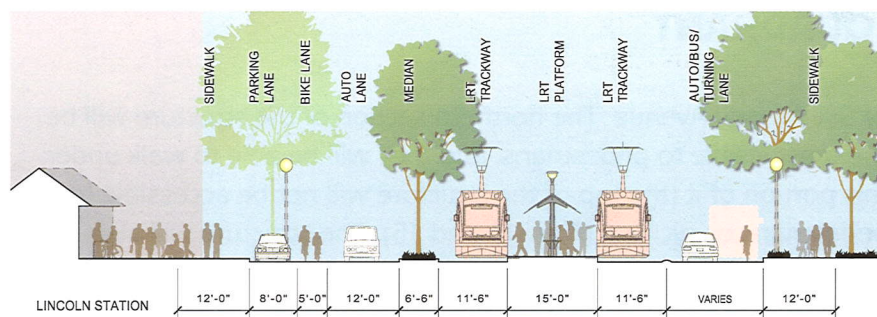 SIDEWALK
PARKING
LANE
BIKE LANE
AUTO
LANE
MEDIAN
LRT
TRACKWAY
LRT
PLATFORM
LRT
TRACKWAY
AUTO/BUS/
TURNING
LANE
SIDEWALK
LINCOLN STATION 12'-0" 8'-0" 5'-0" 12'-0" 6'-6" 11'-6" 15'-0" 11'-6" VARIES 12'-0"